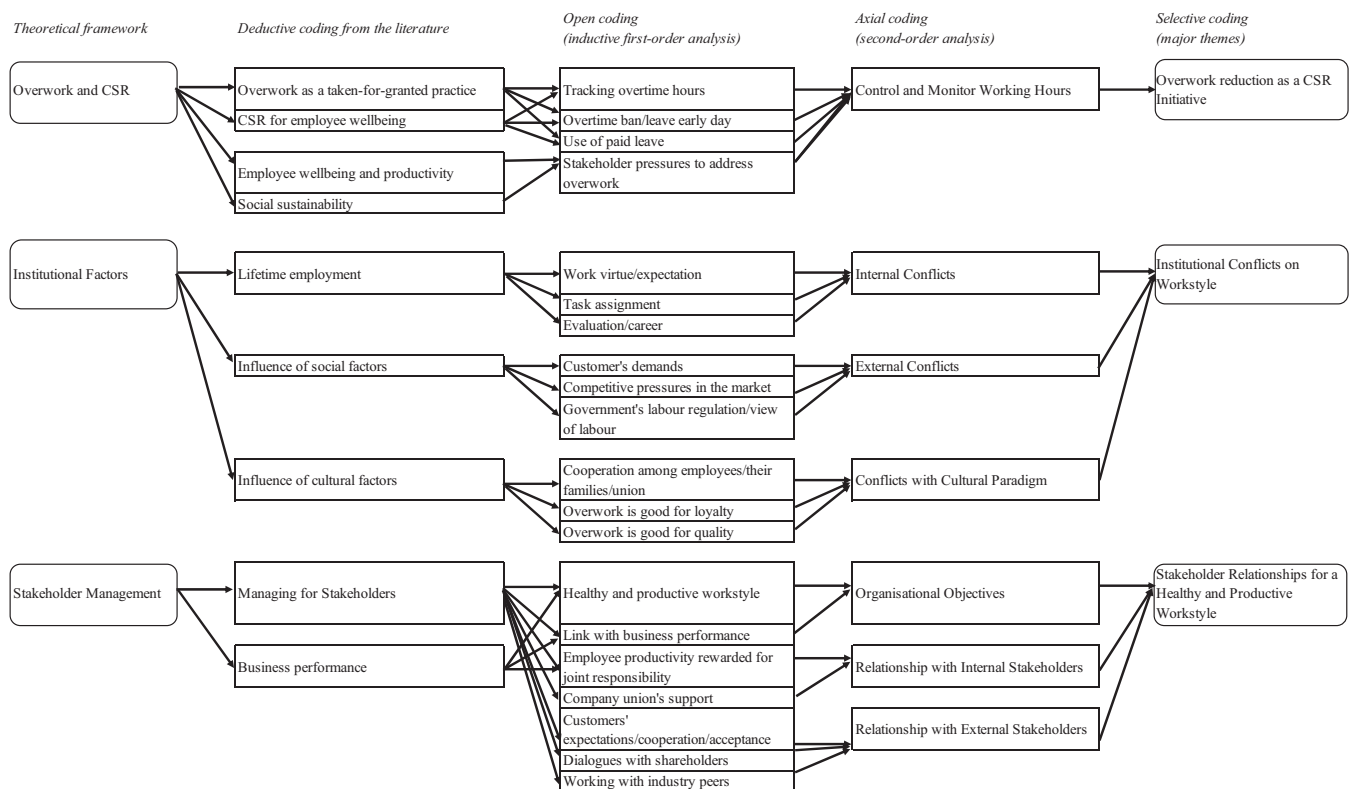 Theoretical framework
Deductive coding from the literature
Open coding
(inductive first-order analysis)
Axial coding
(second-order analysis)
Selective coding
(major themes)
Overwork and CSR
Overwork as a taken-for-granted practice
CSR for employee wellbeing
Employee wellbeing and productivity
Social sustainability
Tracking overtime hours
Overtime ban/leave early day
Use of paid leave
Stakeholder pressures to address
overwork
Control and Monitor Working Hours
Overwork reduction as a CSR
Initiative
Institutional Factors
Lifetime employment
Work virtue/expectation
Task assignment
Evaluation/career
Internal Conflicts
Institutional Conflicts on
Workstyle
Influence of social factors
Customer's demands
Competitive pressures in the market
Government's labour regulation/view
of labour
External Conflicts
Influence of cultural factors
Cooperation among employees/their
families/union
Overwork is good for loyalty
Overwork is good for quality
Conflicts with Cultural Paradigm
Stakeholder Management
Managing for Stakeholders
Business performance
Healthy and productive workstyle
Link with business performance
Employee productivity rewarded for
joint responsibility
Company union's support
Customers'
expectations/cooperation/acceptance
Dialogues with shareholders
Working with industry peers
Organisational Objectives
Relationship with Internal Stakeholders
Relationship with External Stakeholders
Stakeholder Relationships for a
Healthy and Productive
Workstyle